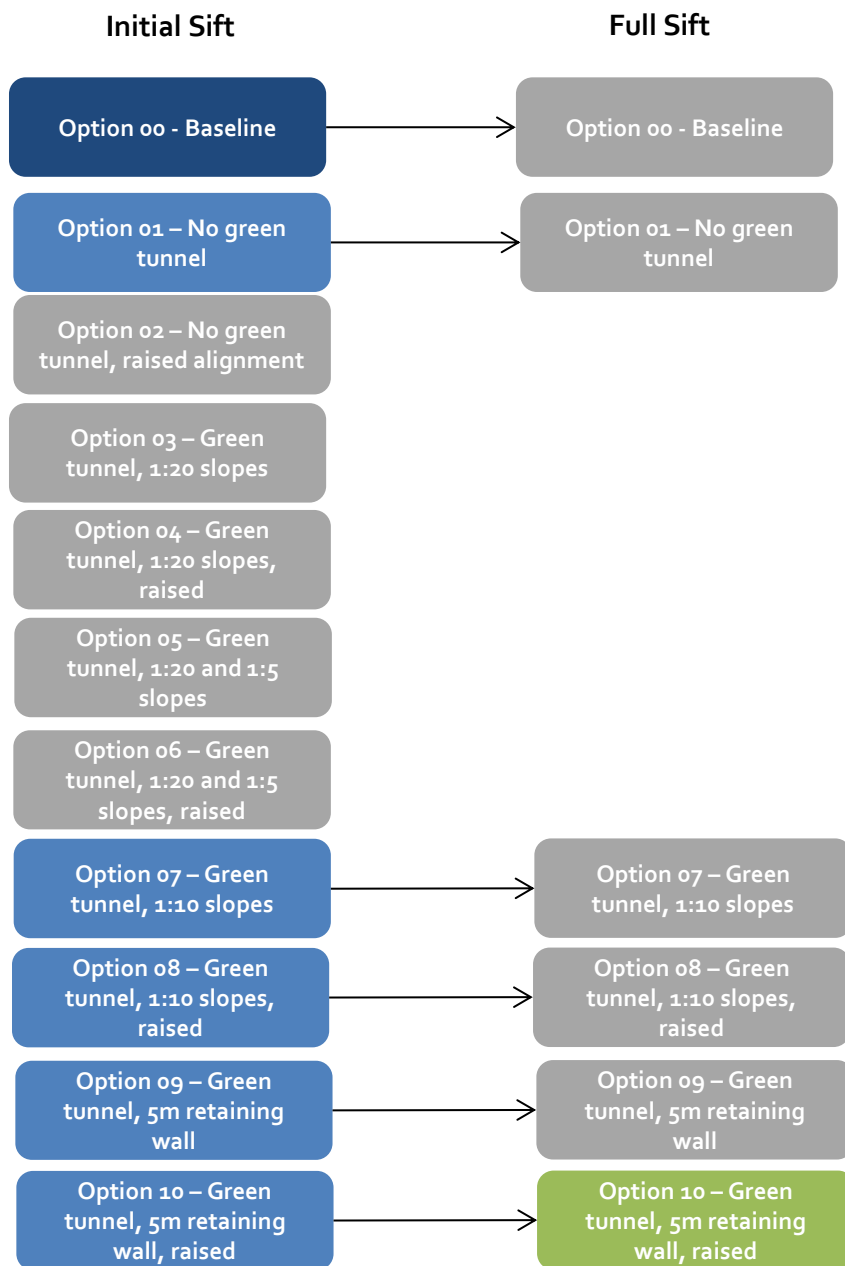 Initial Sift
Full Sift
Option 00 - Baseline
Option 00 - Baseline
Option 01 – No green
tunnel
Option 01 – No green
tunnel
Option 02 – No green
tunnel, raised alignment
Option 03 – Green
tunnel, 1:20 slopes
Option 04 – Green
tunnel, 1:20 slopes,
raised
Option 05 – Green
tunnel, 1:20 and 1:5
slopes
Option 06 – Green
tunnel, 1:20 and 1:5
slopes, raised
Option 07 – Green
tunnel, 1:10 slopes
Option 07 – Green
tunnel, 1:10 slopes
Option 08 – Green
tunnel, 1:10 slopes,
raised
Option 08 – Green
tunnel, 1:10 slopes,
raised
Option 09 – Green
tunnel, 5m retaining
wall
Option 09 – Green
tunnel, 5m retaining
wall
Option 10 – Green
tunnel, 5m retaining
wall, raised
Option 10 – Green
tunnel, 5m retaining
wall, raised